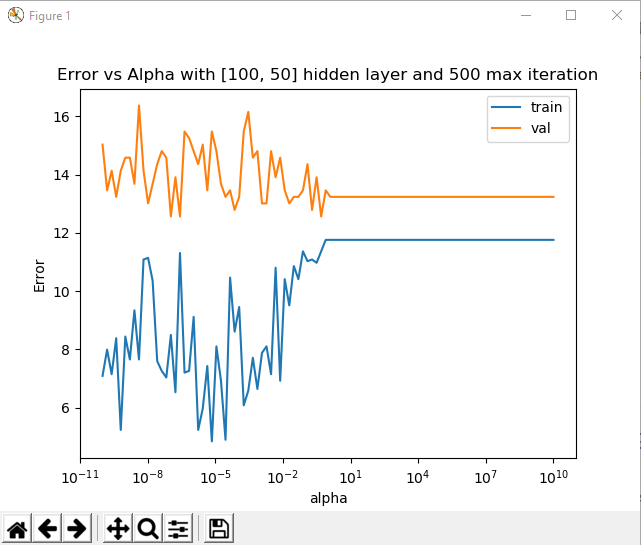 Figure 1
Error vs Alpha with [100, 50] hidden layer and 500 max iteration
train
val
16
14
12
10
8
6
Error
10⁻¹¹ 10⁻⁸ 10⁻⁵ 10⁻² 10¹ 10⁴ 10⁷ 10¹⁰
alpha